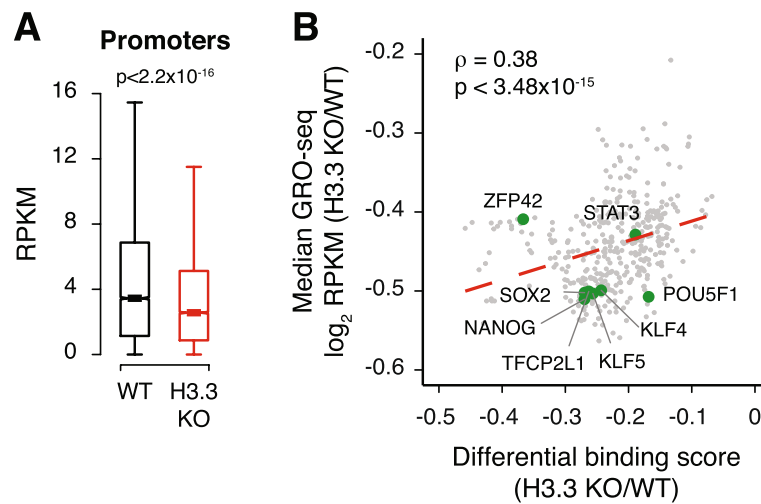 A
Promoters
p<2.2x10⁻¹⁶
16
12
8
4
0
RPKM
WT
H3.3
KO
B
ρ = 0.38
p < 3.48x10⁻¹⁵
Median GRO-seq
log₂ RPKM (H3.3 KO/WT)
-0.2
-0.3
-0.4
-0.5
-0.6
ZFP42
STAT3
SOX2
POU5F1
NANOG
KLF4
TFCP2L1
KLF5
-0.5 -0.4 -0.3 -0.2 -0.1 0
Differential binding score
(H3.3 KO/WT)